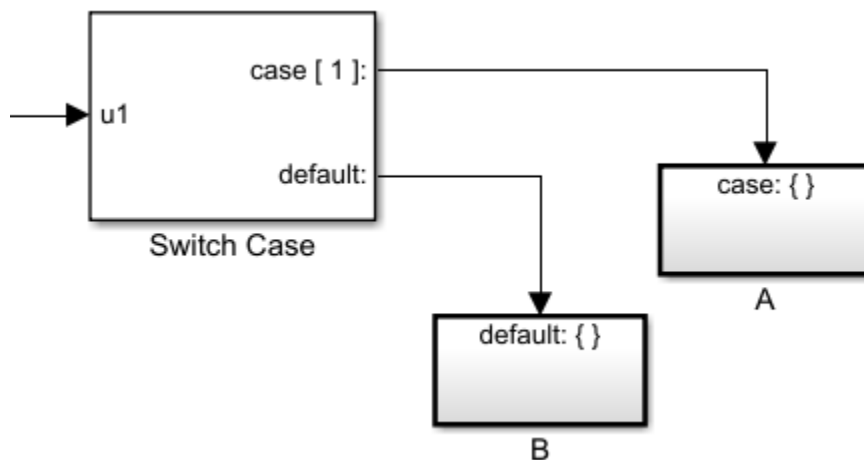 case [ 1 ]:
u1
default:
Switch Case
case: { }
A
default: { }
B